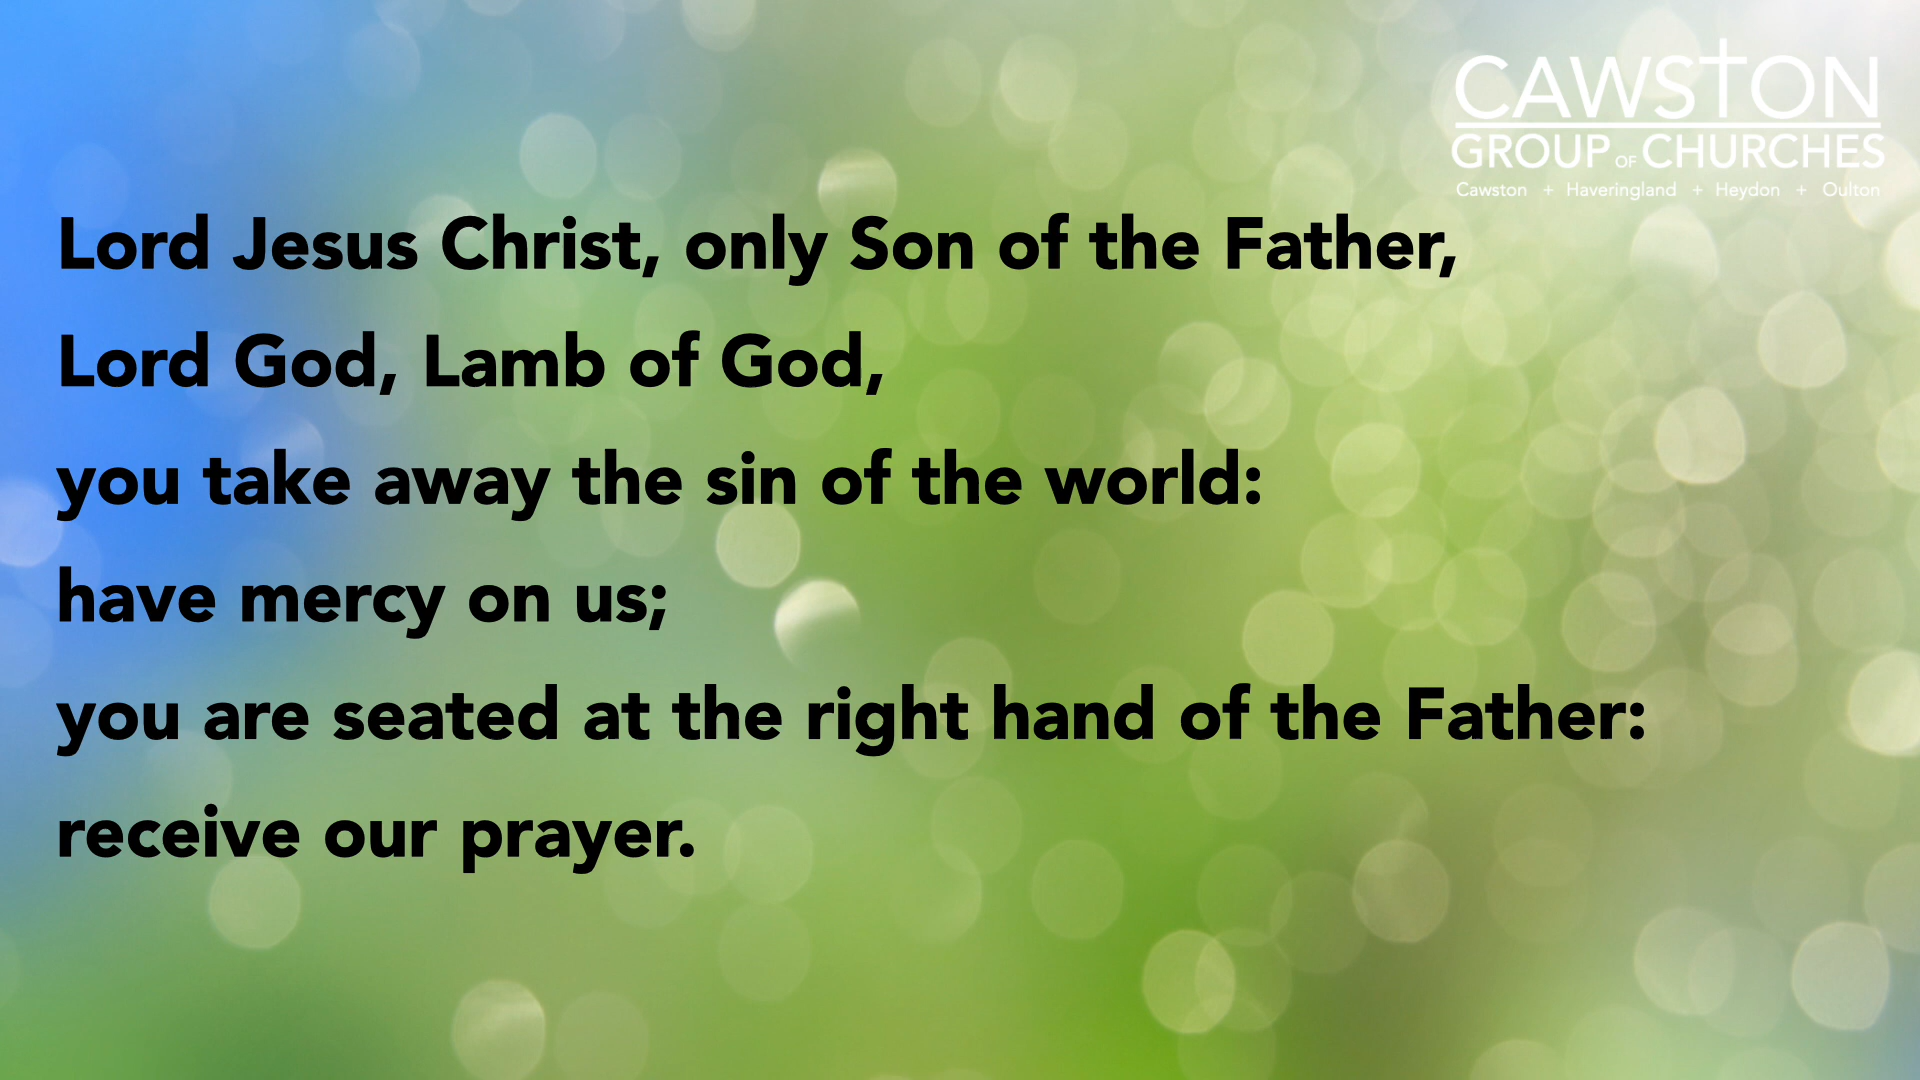 CAWSTON
GROUP OF CHURCHES
Cawston + Haveringland + Heydon + Oulton
Lord Jesus Christ, only Son of the Father,
Lord God, Lamb of God,
you take away the sin of the world:
have mercy on us;
you are seated at the right hand of the Father:
receive our prayer.